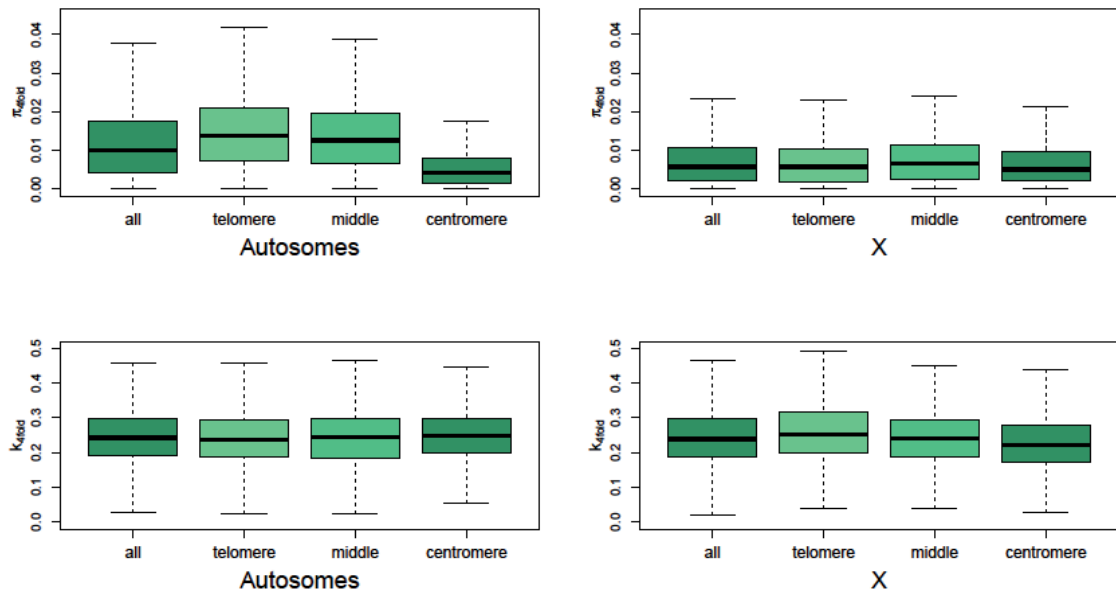 π4fold
0.00 0.01 0.02 0.03 0.04
all telomere middle centromere
Autosomes
π4fold
0.00 0.01 0.02 0.03 0.04
all telomere middle centromere
X
k4fold
0.0 0.1 0.2 0.3 0.4 0.5
all telomere middle centromere
Autosomes
k4fold
0.0 0.1 0.2 0.3 0.4 0.5
all telomere middle centromere
X